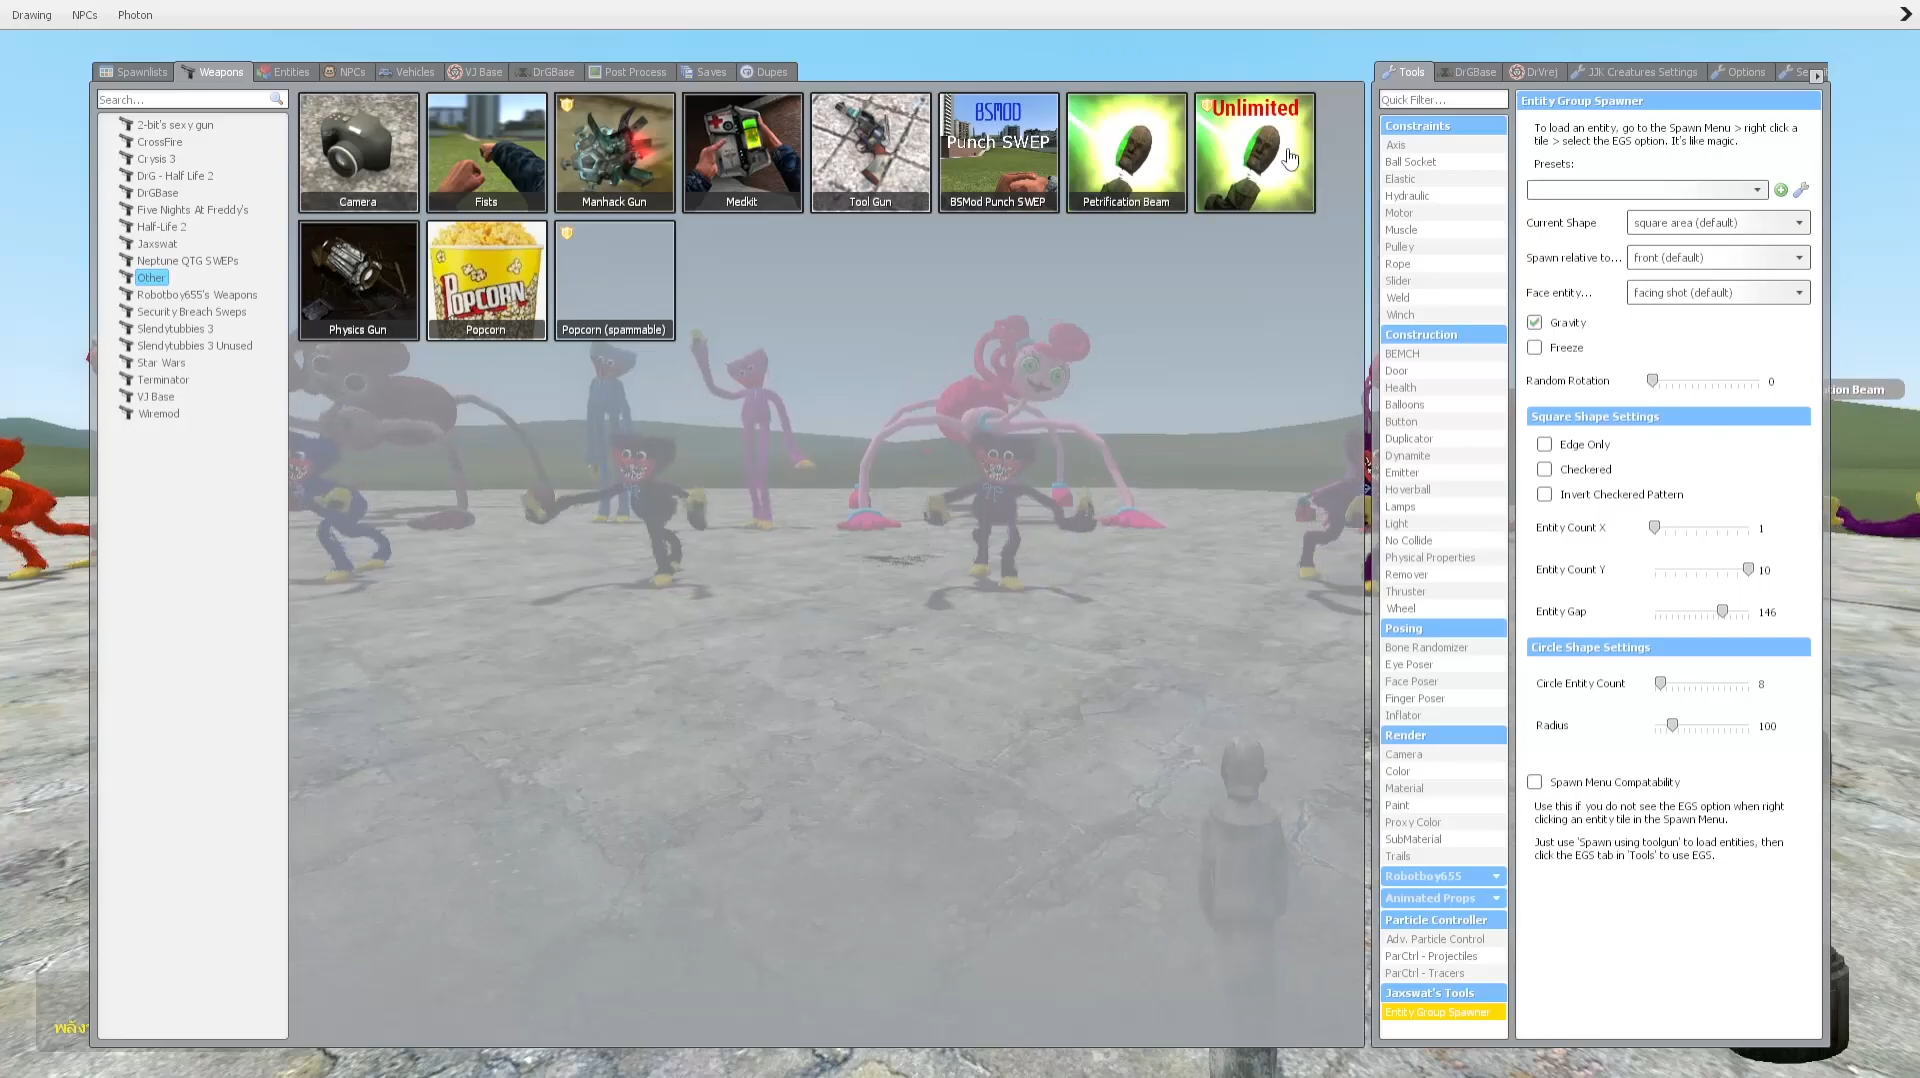 Drawing NPCs Photon
Spawnlists Weapons Entities NPCs Vehicles VJ Base DrGBase Post Process Saves Dupes
Search...
2-bit's sexy gun
CrossFire
Crysis 3
DrG - Half Life 2
DrGBase
Five Nights At Freddy's
Half-Life 2
Jaxswat
Neptune QTG SWEPs
Other
Robotboy655's Weapons
Security Breach Sweps
Slendytubbies 3
Slendytubbies 3 Unused
Star Wars
Terminator
VJ Base
Wiremod
Camera
Fists
Manhack Gun
Medkit
Tool Gun
BSMOD
Punch SWEP
BSMod Punch SWEP
Petrification Beam
Unlimited
Physics Gun
POPCORN
Popcorn
Popcorn (spammable)
Tools DrGBase DrVrej JJK Creatures Settings Options
Quick Filter...
Constraints
Axis
Ball Socket
Elastic
Hydraulic
Motor
Muscle
Pulley
Rope
Slider
Weld
Winch
Construction
BEMCH
Door
Health
Balloons
Button
Duplicator
Dynamite
Emitter
Hoverball
Lamps
Light
No Collide
Physical Properties
Remover
Thruster
Wheel
Posing
Bone Randomizer
Eye Poser
Face Poser
Finger Poser
Inflator
Render
Camera
Color
Material
Paint
Proxy Color
SubMaterial
Trails
Robotboy655
Animated Props
Particle Controller
Adv. Particle Control
ParCtrl - Projectiles
ParCtrl - Tracers
Jaxswat's Tools
Entity Group Spawner
Entity Group Spawner
To load an entity, go to the Spawn Menu > right click a
tile > select the EGS option. It's like magic.
Presets:
Current Shape square area (default)
Spawn relative to... front (default)
Face entity... facing shot (default)
Gravity
Freeze
Random Rotation 0
Square Shape Settings
Edge Only
Checkered
Invert Checkered Pattern
Entity Count X 1
Entity Count Y 10
Entity Gap 146
Circle Shape Settings
Circle Entity Count 8
Radius 100
Spawn Menu Compatability
Use this if you do not see the EGS option when right
clicking an entity tile in the Spawn Menu.
Just use 'Spawn using toolgun' to load entities, then
click the EGS tab in 'Tools' to use EGS.
Beam